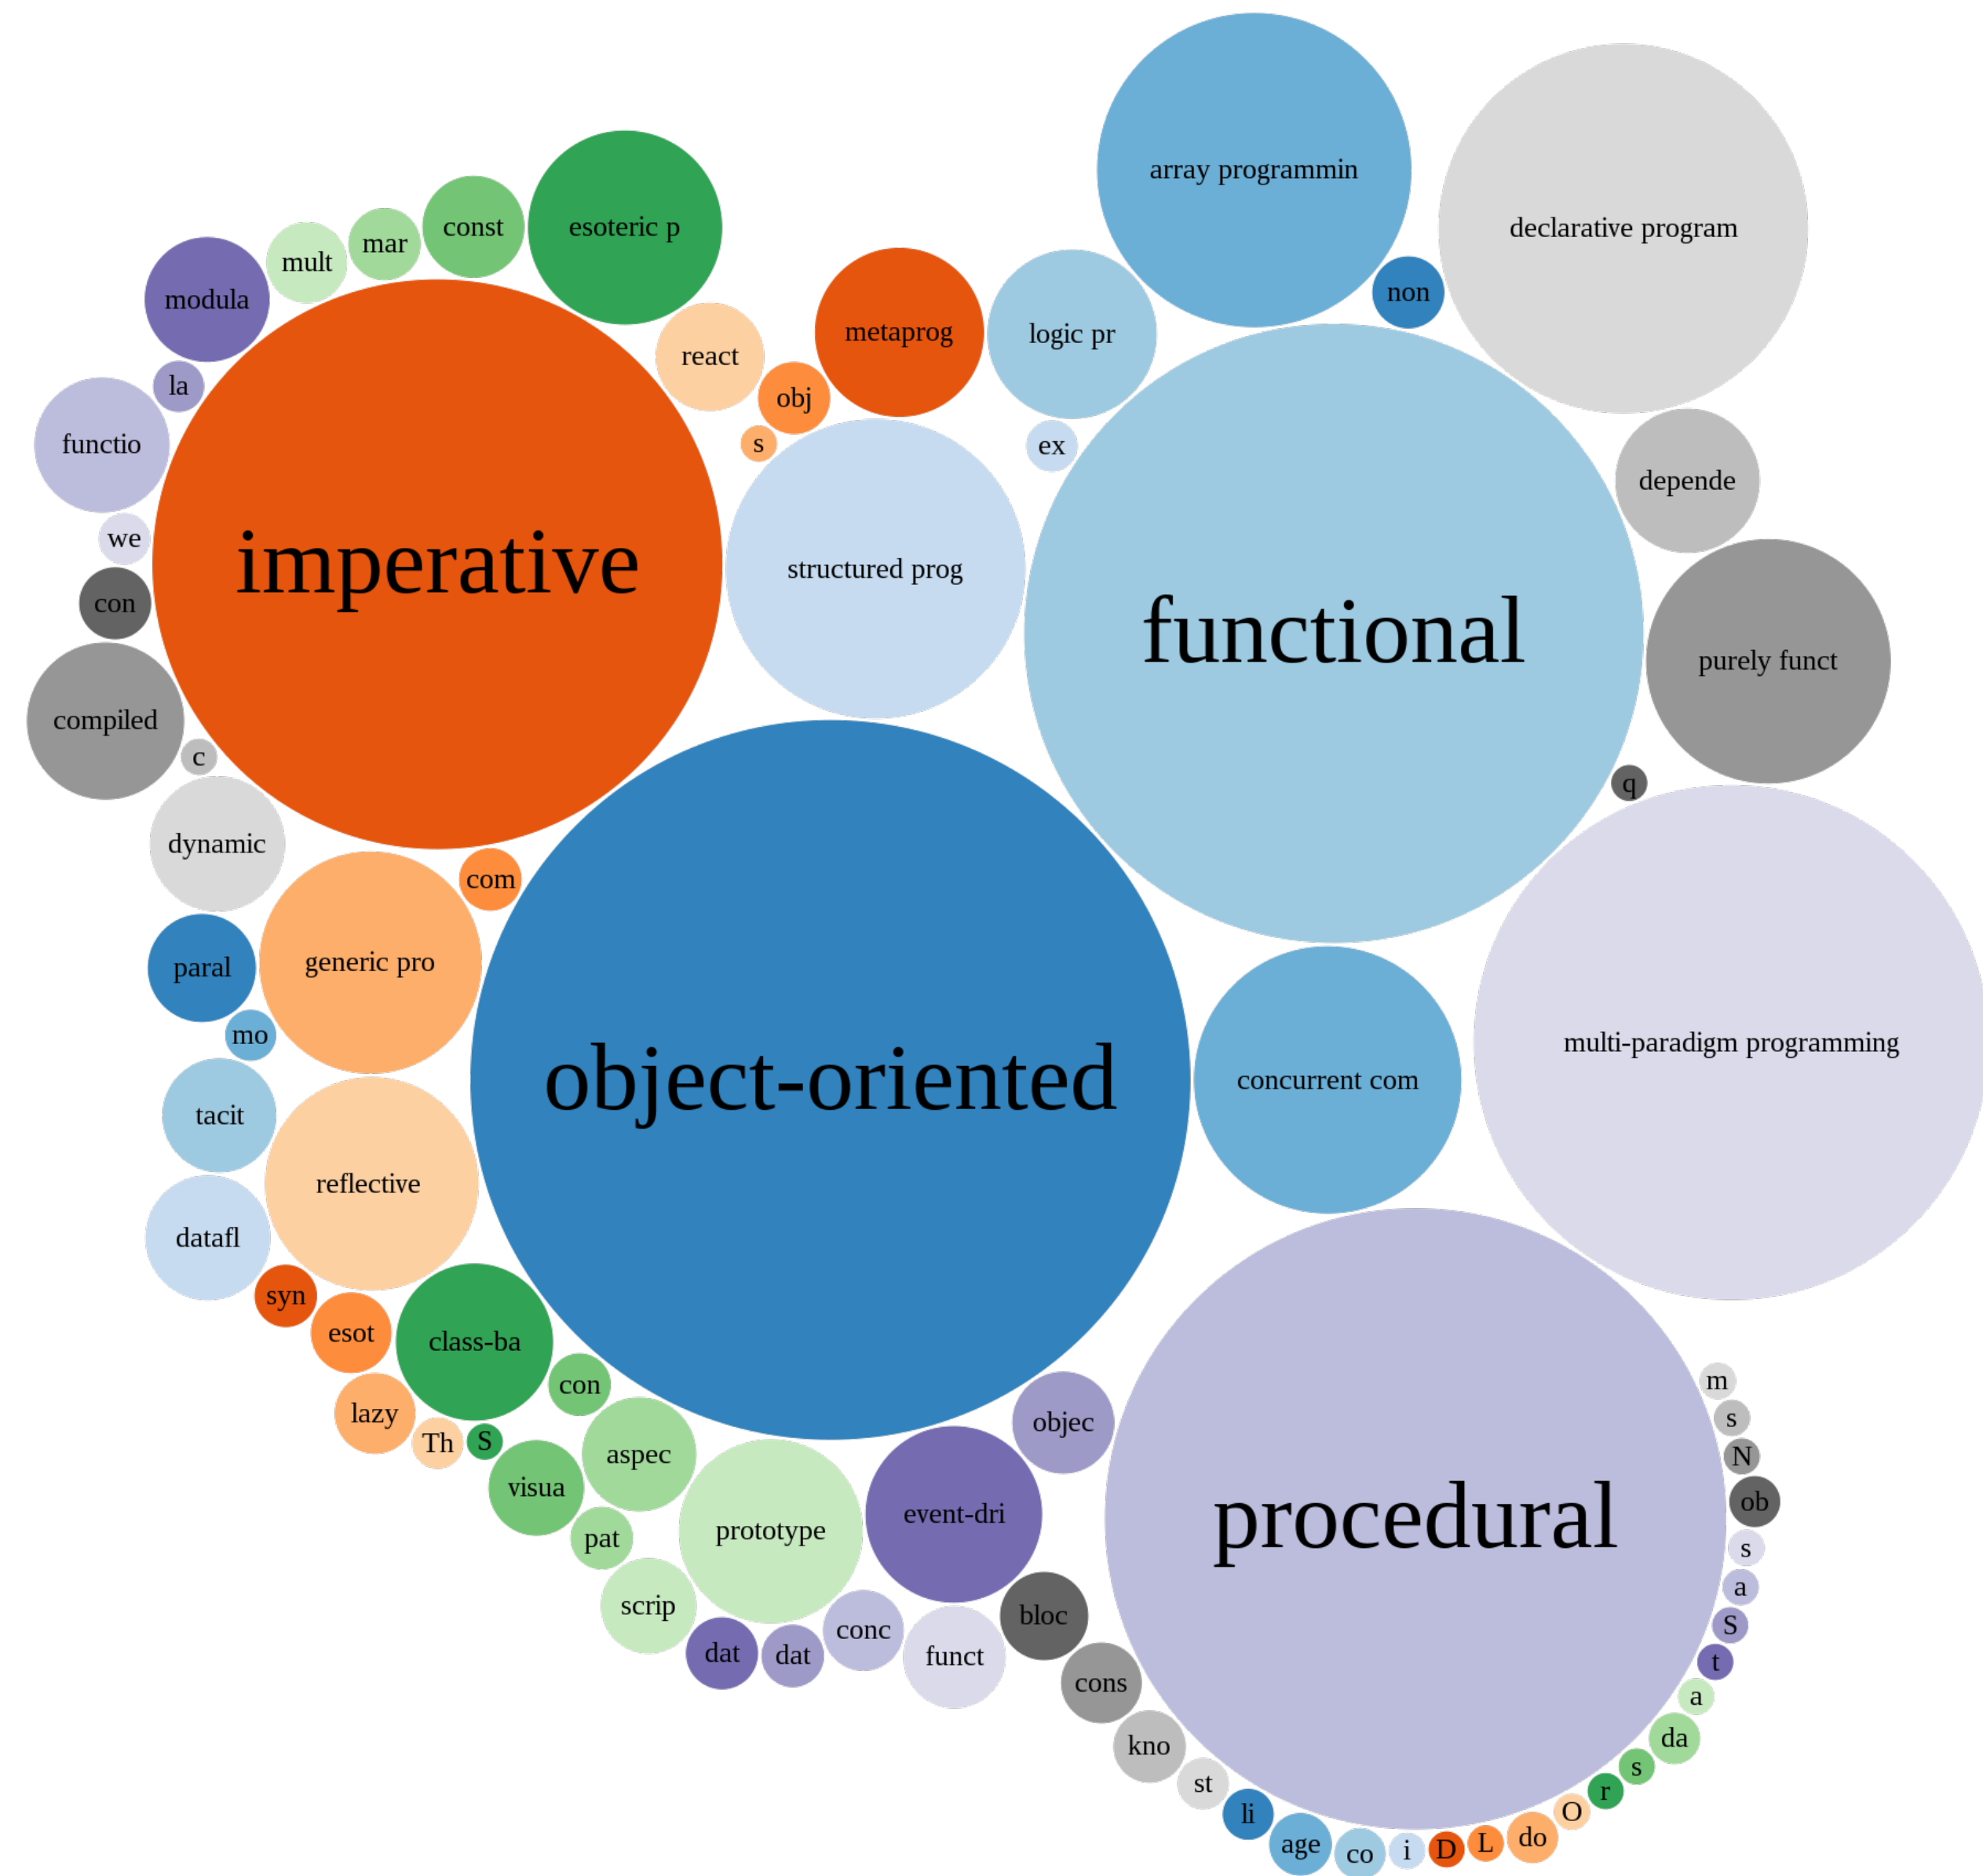 array programmin
declarative program
esoteric p
const
mar
mult
modula
non
metaprog
logic pr
react
la
obj
functio
s
ex
depende
we
imperative
structured prog
con
functional
purely funct
compiled
c
q
dynamic
com
generic pro
paral
mo
multi-paradigm programming
object-oriented
concurrent com
tacit
reflective
datafl
syn
esot
class-ba
con
m
lazy
Th
S
objec
s
aspec
N
visua
ob
event-dri
procedural
prototype
pat
s
a
scrip
bloc
S
conc
dat
dat
funct
t
cons
a
kno
da
st
s
r
li
O
age
co
i
D
L
do